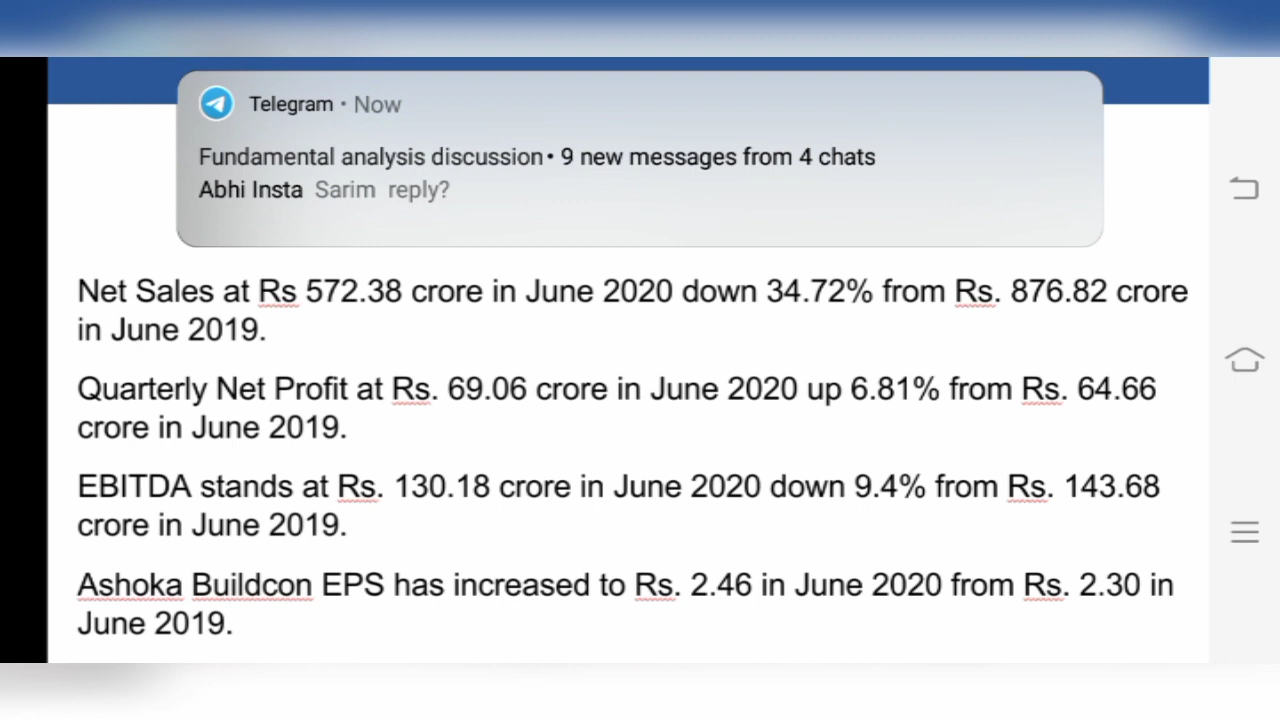 Telegram • Now
Fundamental analysis discussion • 9 new messages from 4 chats
Abhi Insta Sarim reply?
Net Sales at Rs 572.38 crore in June 2020 down 34.72% from Rs. 876.82 crore
in June 2019.
Quarterly Net Profit at Rs. 69.06 crore in June 2020 up 6.81% from Rs. 64.66
crore in June 2019.
EBITDA stands at Rs. 130.18 crore in June 2020 down 9.4% from Rs. 143.68
crore in June 2019.
Ashoka Buildcon EPS has increased to Rs. 2.46 in June 2020 from Rs. 2.30 in
June 2019.